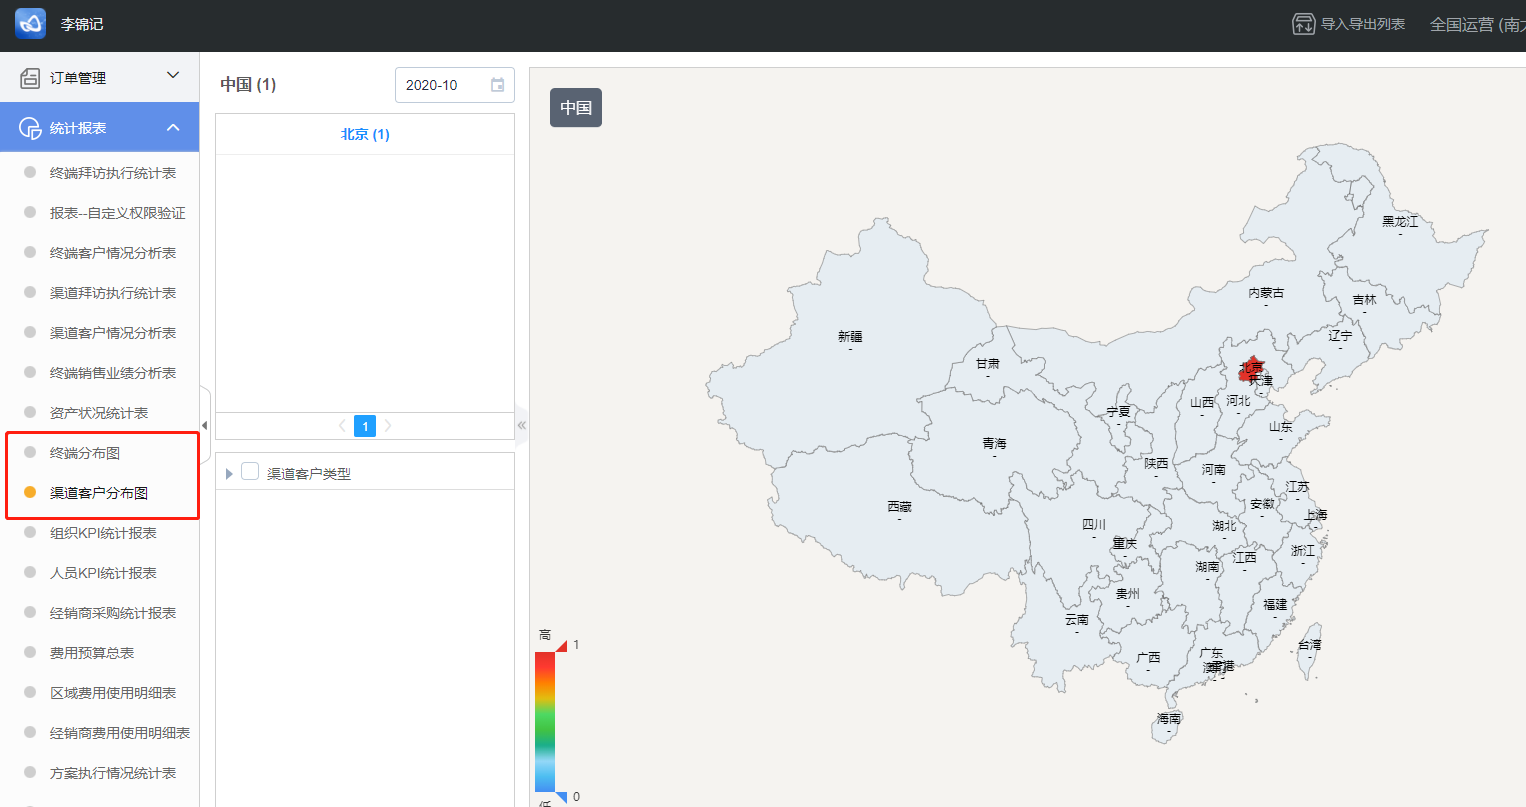 李锦记
导入导出列表
全国运营 (南
订单管理
统计报表
终端拜访执行统计表
报表--自定义权限验证
终端客户情况分析表
渠道拜访执行统计表
渠道客户情况分析表
终端销售业绩分析表
资产状况统计表
终端分布图
渠道客户分布图
组织KPI统计报表
人员KPI统计报表
经销商采购统计报表
费用预算总表
区域费用使用明细表
经销商费用使用明细表
方案执行情况统计表
中国 (1)
2020-10
北京 (1)
1
渠道客户类型
中国
黑龙江
-
内蒙古
-
吉林
-
新疆
-
辽宁
-
甘肃
-
北京
天津
-
宁夏
-
山西
-
河北
-
山东
-
青海
-
陕西
-
河南
-
西藏
-
江苏
-
安徽
-
上海
四川
-
湖北
-
重庆
-
浙江
-
江西
-
湖南
-
贵州
-
福建
-
云南
-
台湾
-
广西
-
广东
香港
澳门
-
海南
-
高
1
低
0